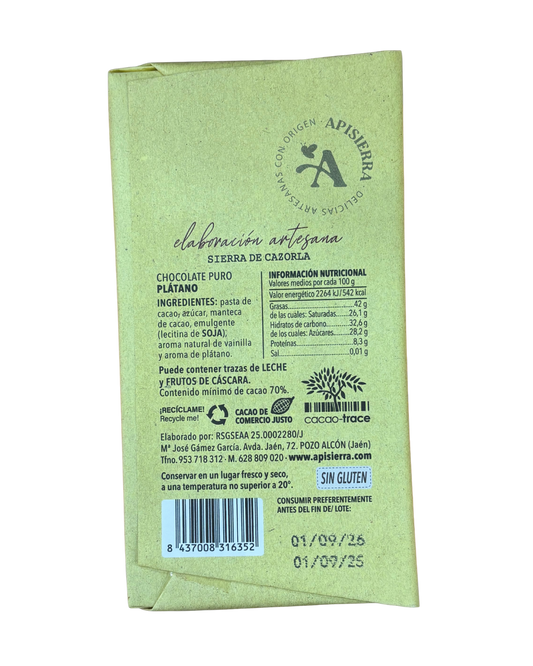 APISIERRA
DELICIAS ARTESANAS CON ORIGEN ·
A
elaboración artesana
SIERRA DE CAZORLA
CHOCOLATE PURO
PLÁTANO
INGREDIENTES: pasta de
cacao, azúcar, manteca
de cacao, emulgente
(lecitina de SOJA);
aroma natural de vainilla
y aroma de plátano.
INFORMACIÓN NUTRICIONAL
Valores medios por cada 100 g
Valor energético 2264 kJ/542 kcal
Grasas..........42 g
de las cuales: Saturadas..........26,1 g
Hidratos de carbono..........32,6 g
de los cuales: Azúcares..........28,2 g
Proteínas..........8,3 g
Sal..........0,01 g
Puede contener trazas de LECHE
y FRUTOS DE CÁSCARA.
Contenido mínimo de cacao 70%.
¡RECÍCLAME!
Recycle me!
CACAO DE
COMERCIO JUSTO
cacao-trace
Elaborado por: RSGSEAA 25.0002280/J
Mª José Gámez García. Avda. Jaén, 72. POZO ALCÓN (Jaén)
Tfno. 953 718 312 · M. 628 809 020 · www.apisierra.com
Conservar en un lugar fresco y seco,
a una temperatura no superior a 20°.
SIN GLUTEN
CONSUMIR PREFERENTEMENTE
ANTES DEL FIN DE/ LOTE:
8 437008 316352
01/09/26
01/09/25